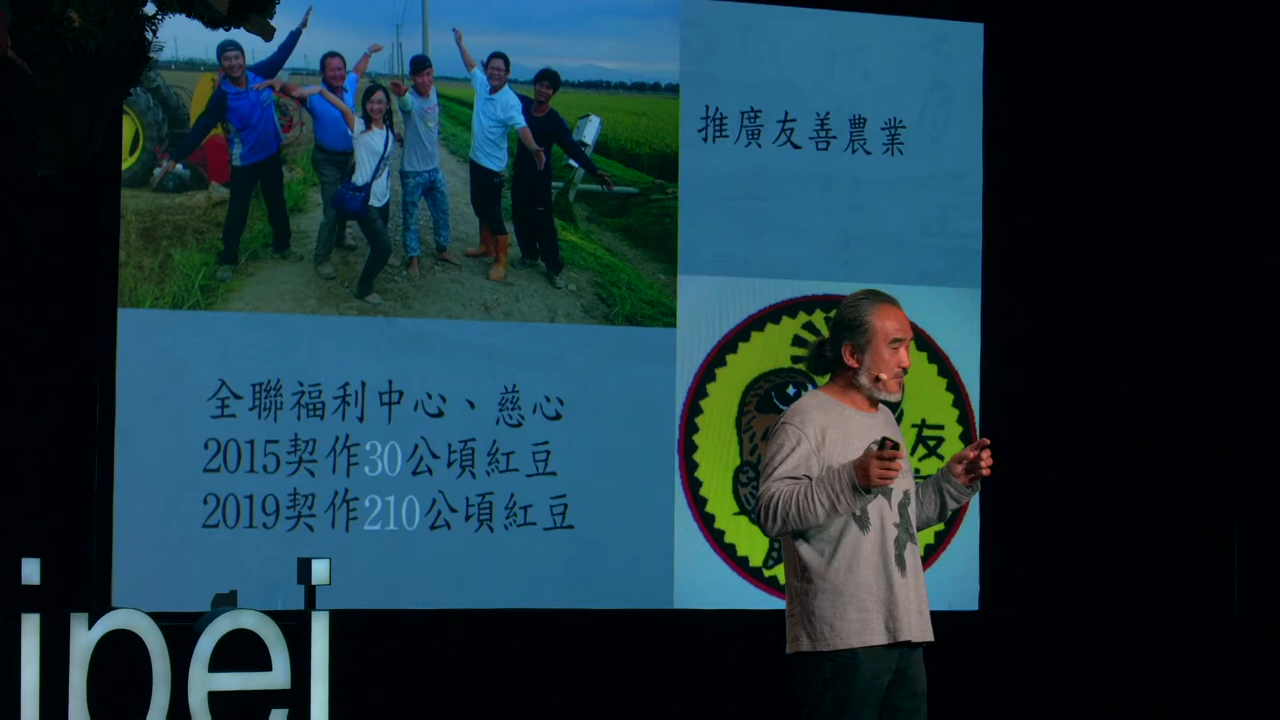 推廣友善農業
全聯福利中心、慈心
2015契作30公頃紅豆
2019契作210公頃紅豆
友
ipei